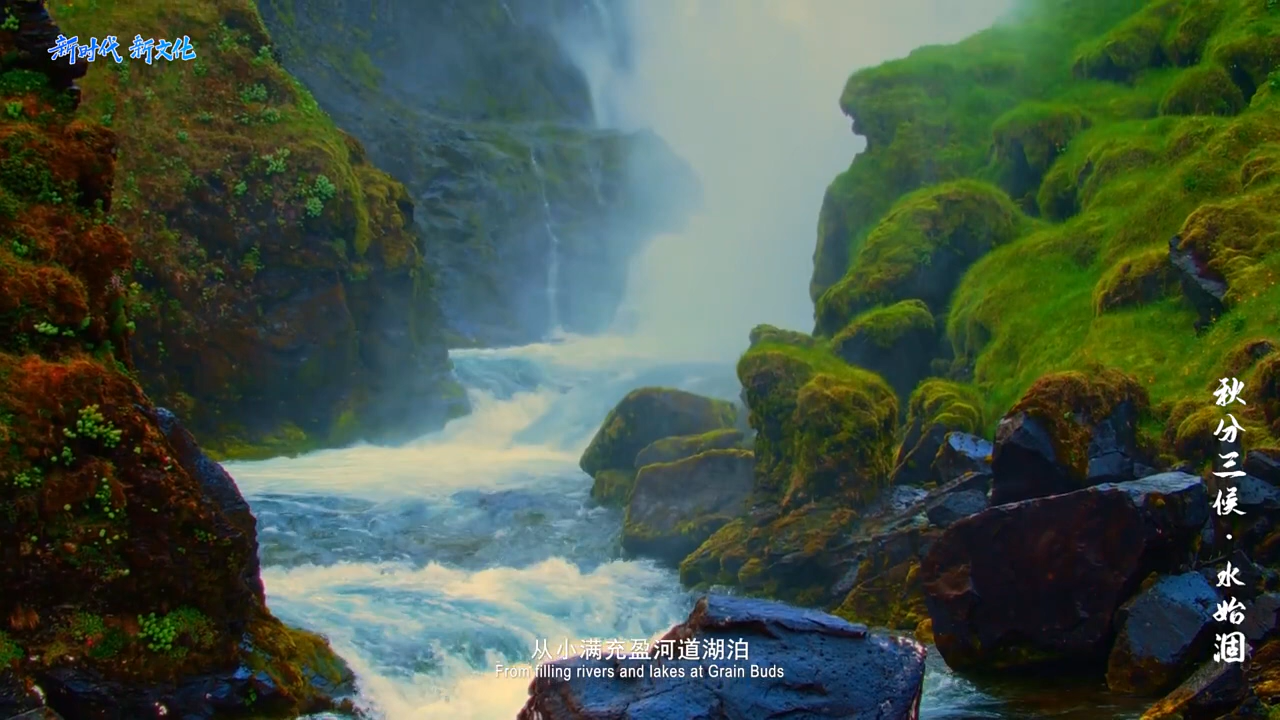 新时代 新文化
秋分三候·水始涸
从小满充盈河道湖泊
From filling rivers and lakes at Grain Buds